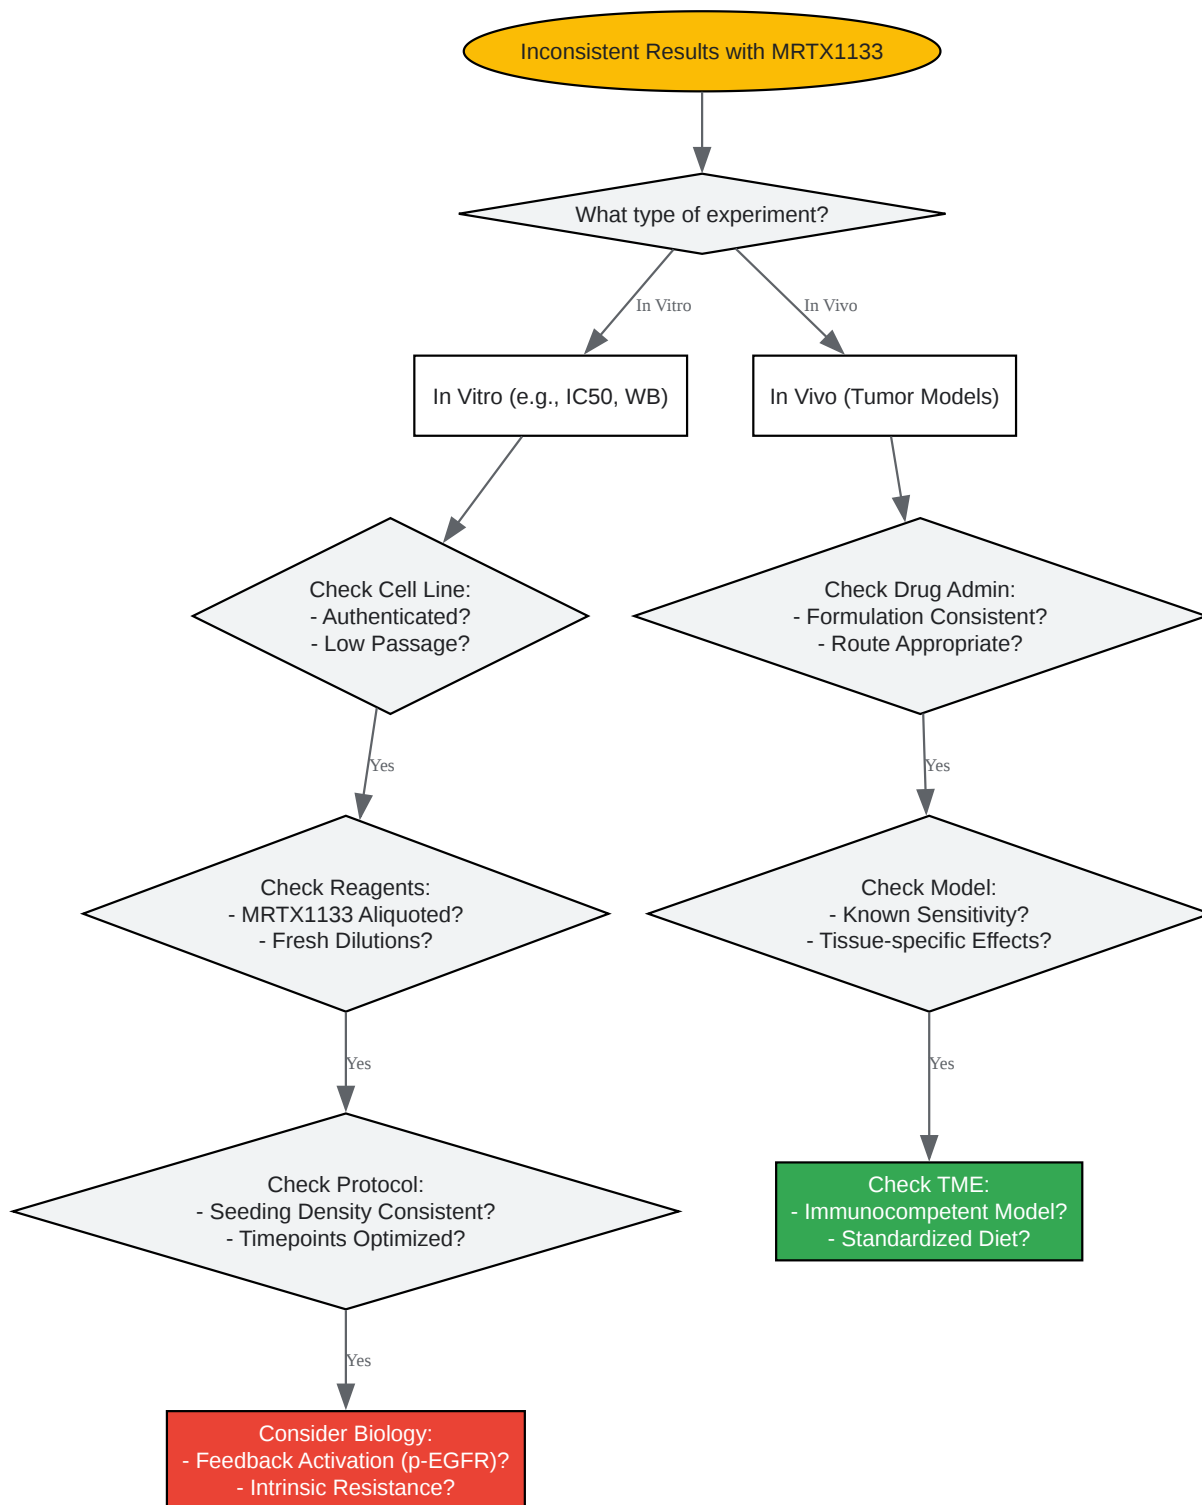 Inconsistent Results with MRTX1133
What type of experiment?
In Vitro
In Vivo
In Vitro (e.g., IC50, WB)
In Vivo (Tumor Models)
Check Cell Line:
- Authenticated?
- Low Passage?
Check Drug Admin:
- Formulation Consistent?
- Route Appropriate?
Yes
Yes
Check Reagents:
- MRTX1133 Aliquoted?
- Fresh Dilutions?
Check Model:
- Known Sensitivity?
- Tissue-specific Effects?
Yes
Yes
Check Protocol:
- Seeding Density Consistent?
- Timepoints Optimized?
Check TME:
- Immunocompetent Model?
- Standardized Diet?
Yes
Consider Biology:
- Feedback Activation (p-EGFR)?
- Intrinsic Resistance?